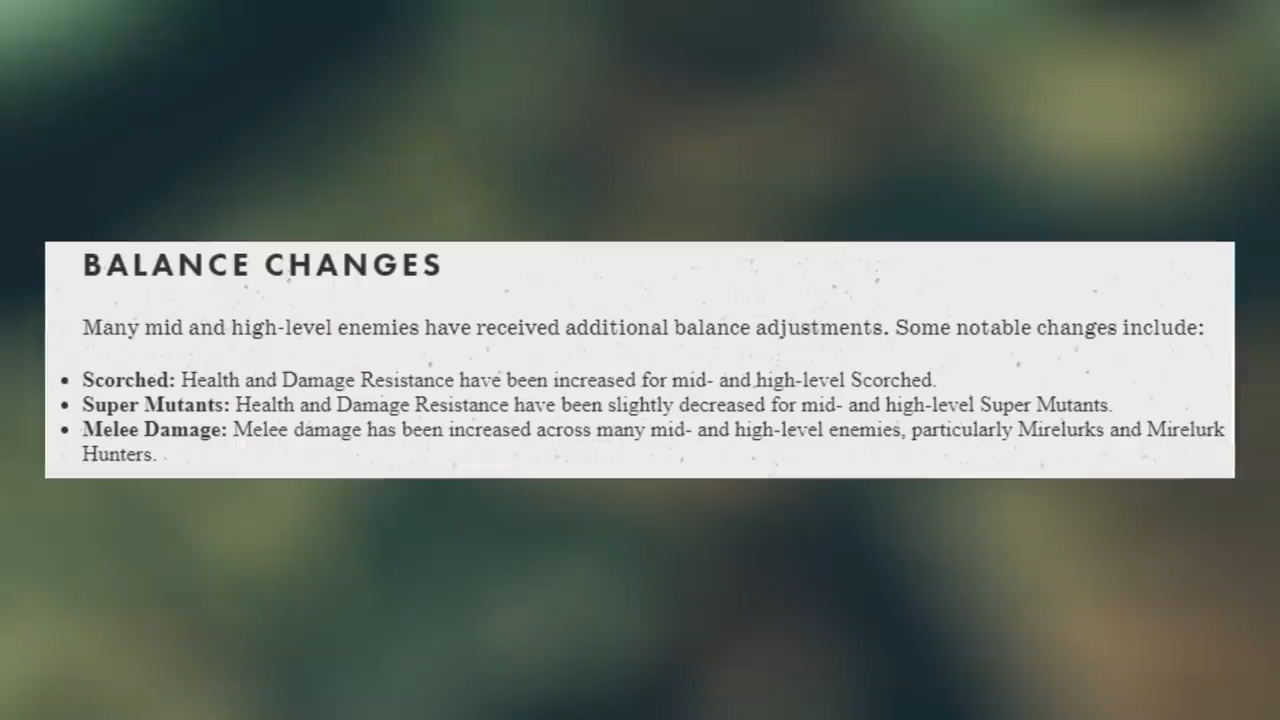 BALANCE CHANGES
Many mid and high-level enemies have received additional balance adjustments. Some notable changes include:
• Scorched: Health and Damage Resistance have been increased for mid- and high-level Scorched.
• Super Mutants: Health and Damage Resistance have been slightly decreased for mid- and high-level Super Mutants.
• Melee Damage: Melee damage has been increased across many mid- and high-level enemies, particularly Mirelurks and Mirelurk
Hunters.